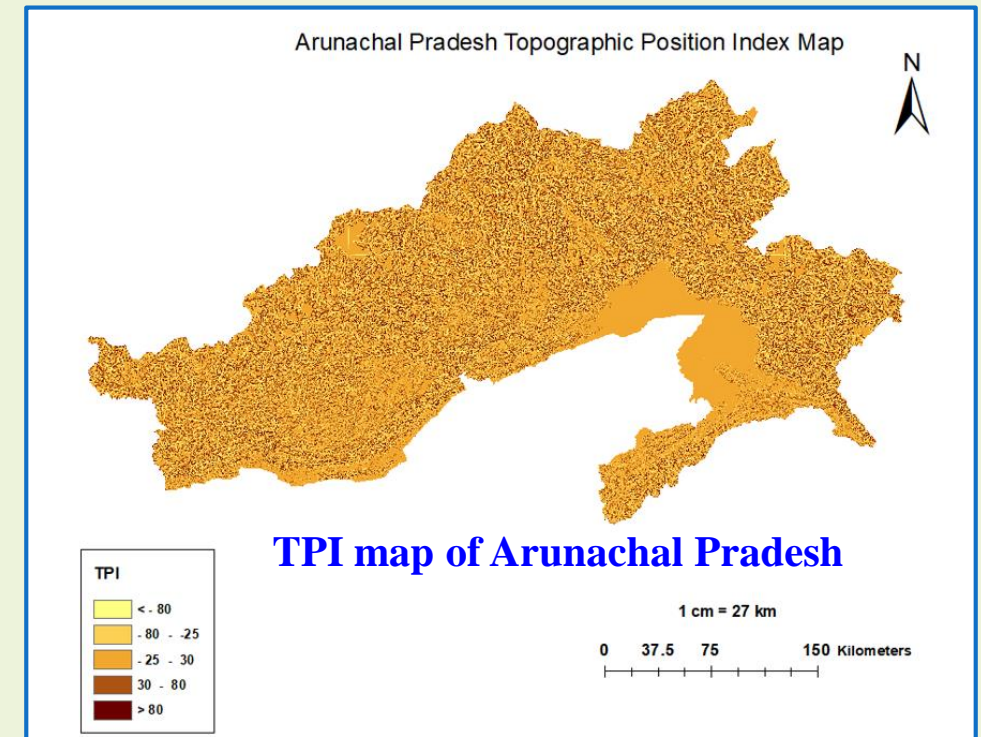 Arunachal Pradesh Topographic Position Index Map
N
TPI map of Arunachal Pradesh
TPI
< - 80
- 80 - -25
- 25 - 30
30 - 80
> 80
1 cm = 27 km
0 37.5 75 150 Kilometers